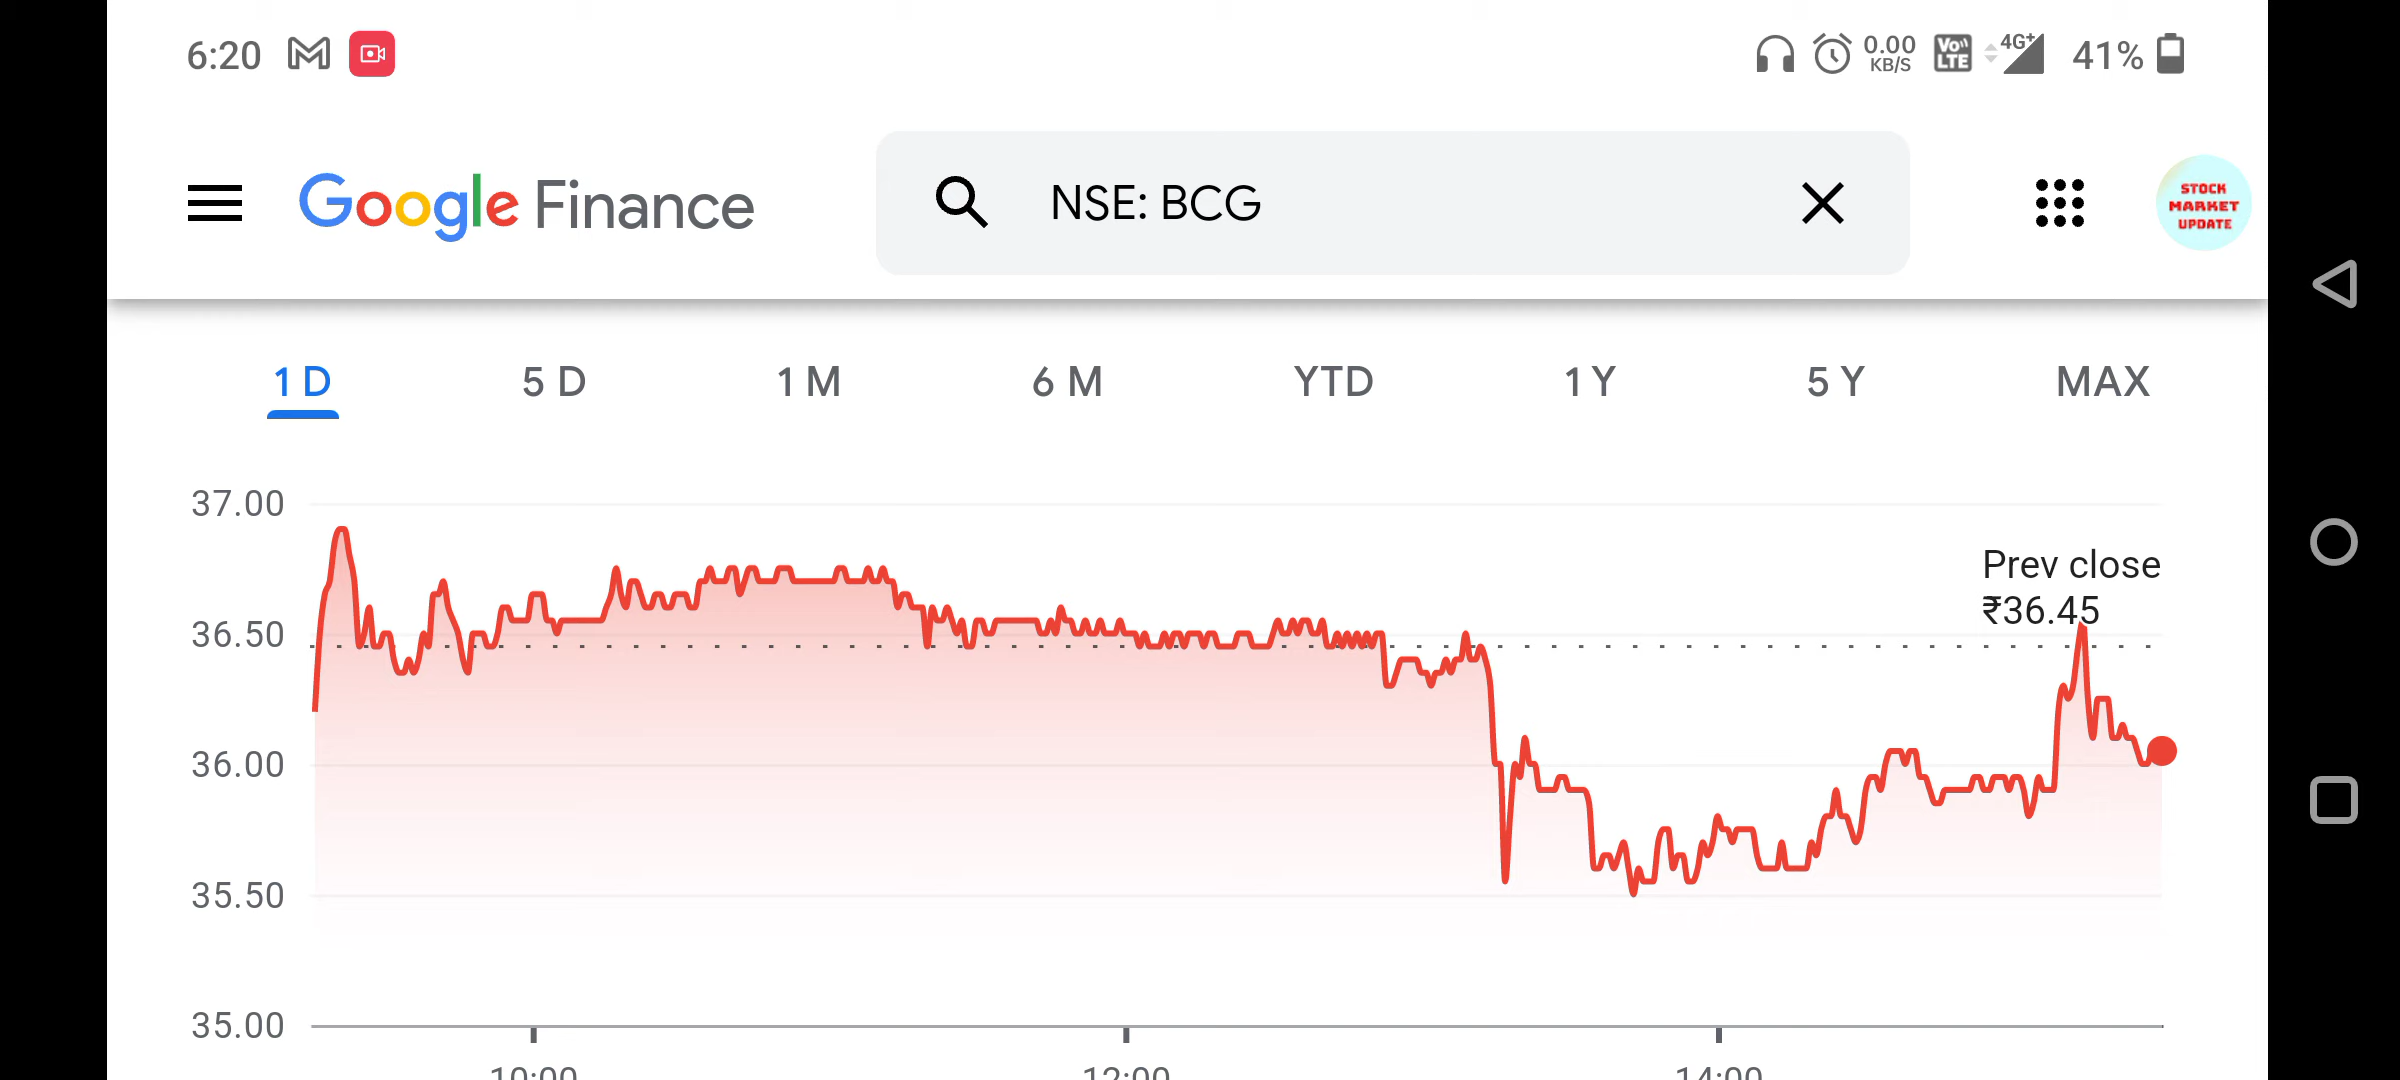 6:20
0.00
KB/S
Vo))
LTE
4G+
41%
Google Finance
NSE: BCG
STOCK
MARKET
UPDATE
1 D
5 D
1 M
6 M
YTD
1 Y
5 Y
MAX
37.00
Prev close
₹36.45
36.50
36.00
35.50
35.00
10:00
12:00
14:00